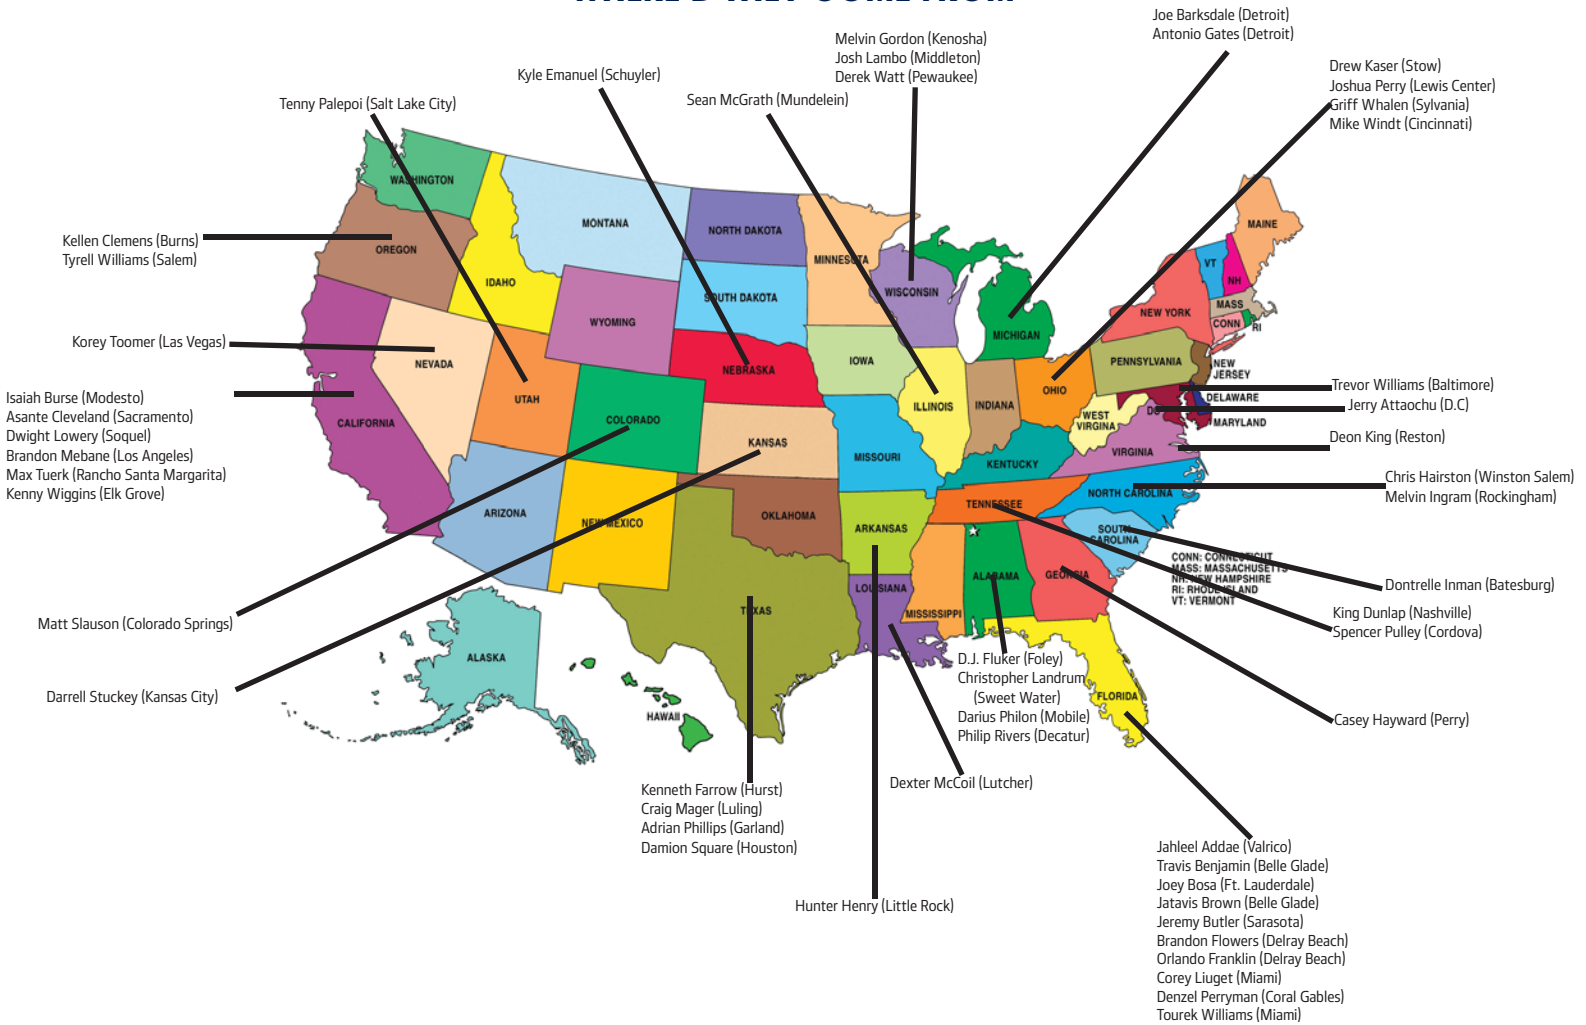 WHERE'D THEY COME FROM
Joe Barksdale (Detroit)
Antonio Gates (Detroit)
Melvin Gordon (Kenosha)
Josh Lambo (Middleton)
Derek Watt (Pewaukee)
Kyle Emanuel (Schuyler)
Sean McGrath (Mundelein)
Tenny Palepoi (Salt Lake City)
Drew Kaser (Stow)
Joshua Perry (Lewis Center)
Griff Whalen (Sylvania)
Mike Windt (Cincinnati)
Kellen Clemens (Burns)
Tyrell Williams (Salem)
Korey Toomer (Las Vegas)
Isaiah Burse (Modesto)
Asante Cleveland (Sacramento)
Dwight Lowery (Soquel)
Brandon Mebane (Los Angeles)
Max Tuerk (Rancho Santa Margarita)
Kenny Wiggins (Elk Grove)
Matt Slauson (Colorado Springs)
Darrell Stuckey (Kansas City)
WASHINGTON
OREGON
IDAHO
MONTANA
NORTH DAKOTA
MINNESOTA
WISCONSIN
MICHIGAN
MAINE
VT
NH
NEW YORK
MASS
CONN
RI
SOUTH DAKOTA
WYOMING
NEVADA
UTAH
CALIFORNIA
COLORADO
NEBRASKA
IOWA
ILLINOIS
INDIANA
OHIO
PENNSYLVANIA
NEW
JERSEY
DELAWARE
MARYLAND
DC
WEST
VIRGINA
VIRGINIA
KANSAS
MISSOURI
KENTUCKY
NORTH CAROLINA
TENNESSEE
SOUTH
CAROLINA
ARIZONA
NEW MEXICO
OKLAHOMA
ARKANSAS
TEXAS
LOUISIANA
MISSISSIPPI
ALABAMA
GEORGIA
FLORIDA
ALASKA
HAWAII
CONN: CONNECTICUT
MASS: MASSACHUSETTS
NH: NEW HAMPSHIRE
RI: RHODE ISLAND
VT: VERMONT
Trevor Williams (Baltimore)
Jerry Attaochu (D.C)
Deon King (Reston)
Chris Hairston (Winston Salem)
Melvin Ingram (Rockingham)
Dontrelle Inman (Batesburg)
King Dunlap (Nashville)
Spencer Pulley (Cordova)
Casey Hayward (Perry)
D.J. Fluker (Foley)
Christopher Landrum
(Sweet Water)
Darius Philon (Mobile)
Philip Rivers (Decatur)
Dexter McCoil (Lutcher)
Kenneth Farrow (Hurst)
Craig Mager (Luling)
Adrian Phillips (Garland)
Damion Square (Houston)
Hunter Henry (Little Rock)
Jahleel Addae (Valrico)
Travis Benjamin (Belle Glade)
Joey Bosa (Ft. Lauderdale)
Jatavis Brown (Belle Glade)
Jeremy Butler (Sarasota)
Brandon Flowers (Delray Beach)
Orlando Franklin (Delray Beach)
Corey Liuget (Miami)
Denzel Perryman (Coral Gables)
Tourek Williams (Miami)